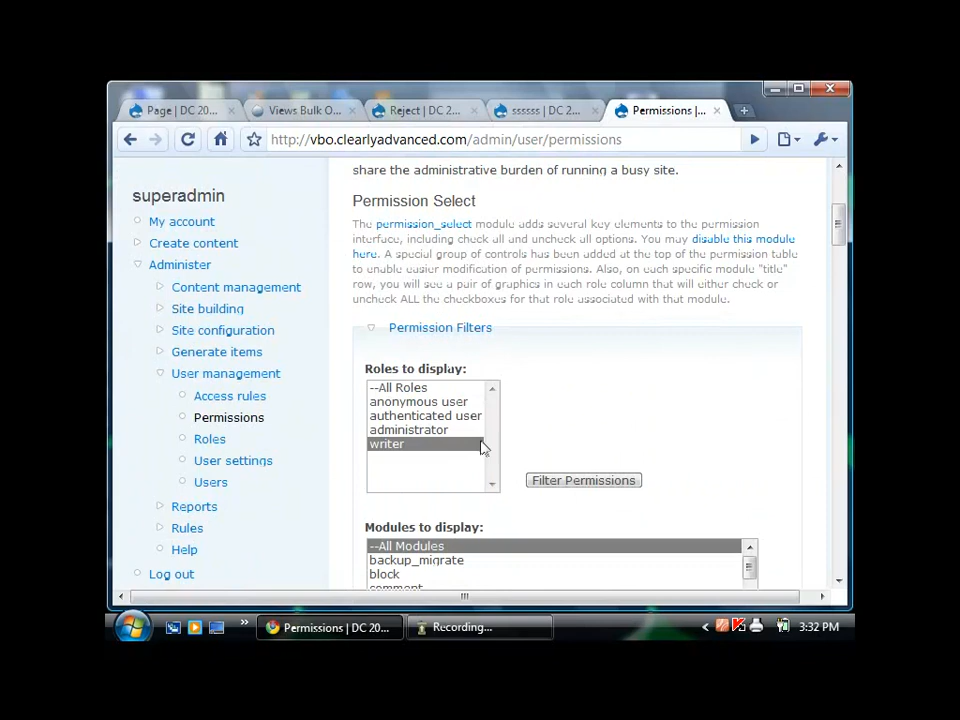 Page | DC 20...
Views Bulk O...
Reject | DC 2...
ssssss | DC 2...
Permissions |...
http://vbo.clearlyadvanced.com/admin/user/permissions
share the administrative burden of running a busy site.
superadmin
My account
Create content
Administer
Content management
Site building
Site configuration
Generate items
User management
Access rules
Permissions
Roles
User settings
Users
Reports
Rules
Help
Log out
Permission Select
The permission_select module adds several key elements to the permission
interface, including check all and uncheck all options. You may disable this module
here. A special group of controls has been added at the top of the permission table
to enable easier modification of permissions. Also, on each specific module "title"
row, you will see a pair of graphics in each role column that will either check or
uncheck ALL the checkboxes for that role associated with that module.
Permission Filters
Roles to display:
--All Roles
anonymous user
authenticated user
administrator
writer
Filter Permissions
Modules to display:
--All Modules
backup_migrate
block
comment
Permissions | DC 20...
Recording...
3:32 PM